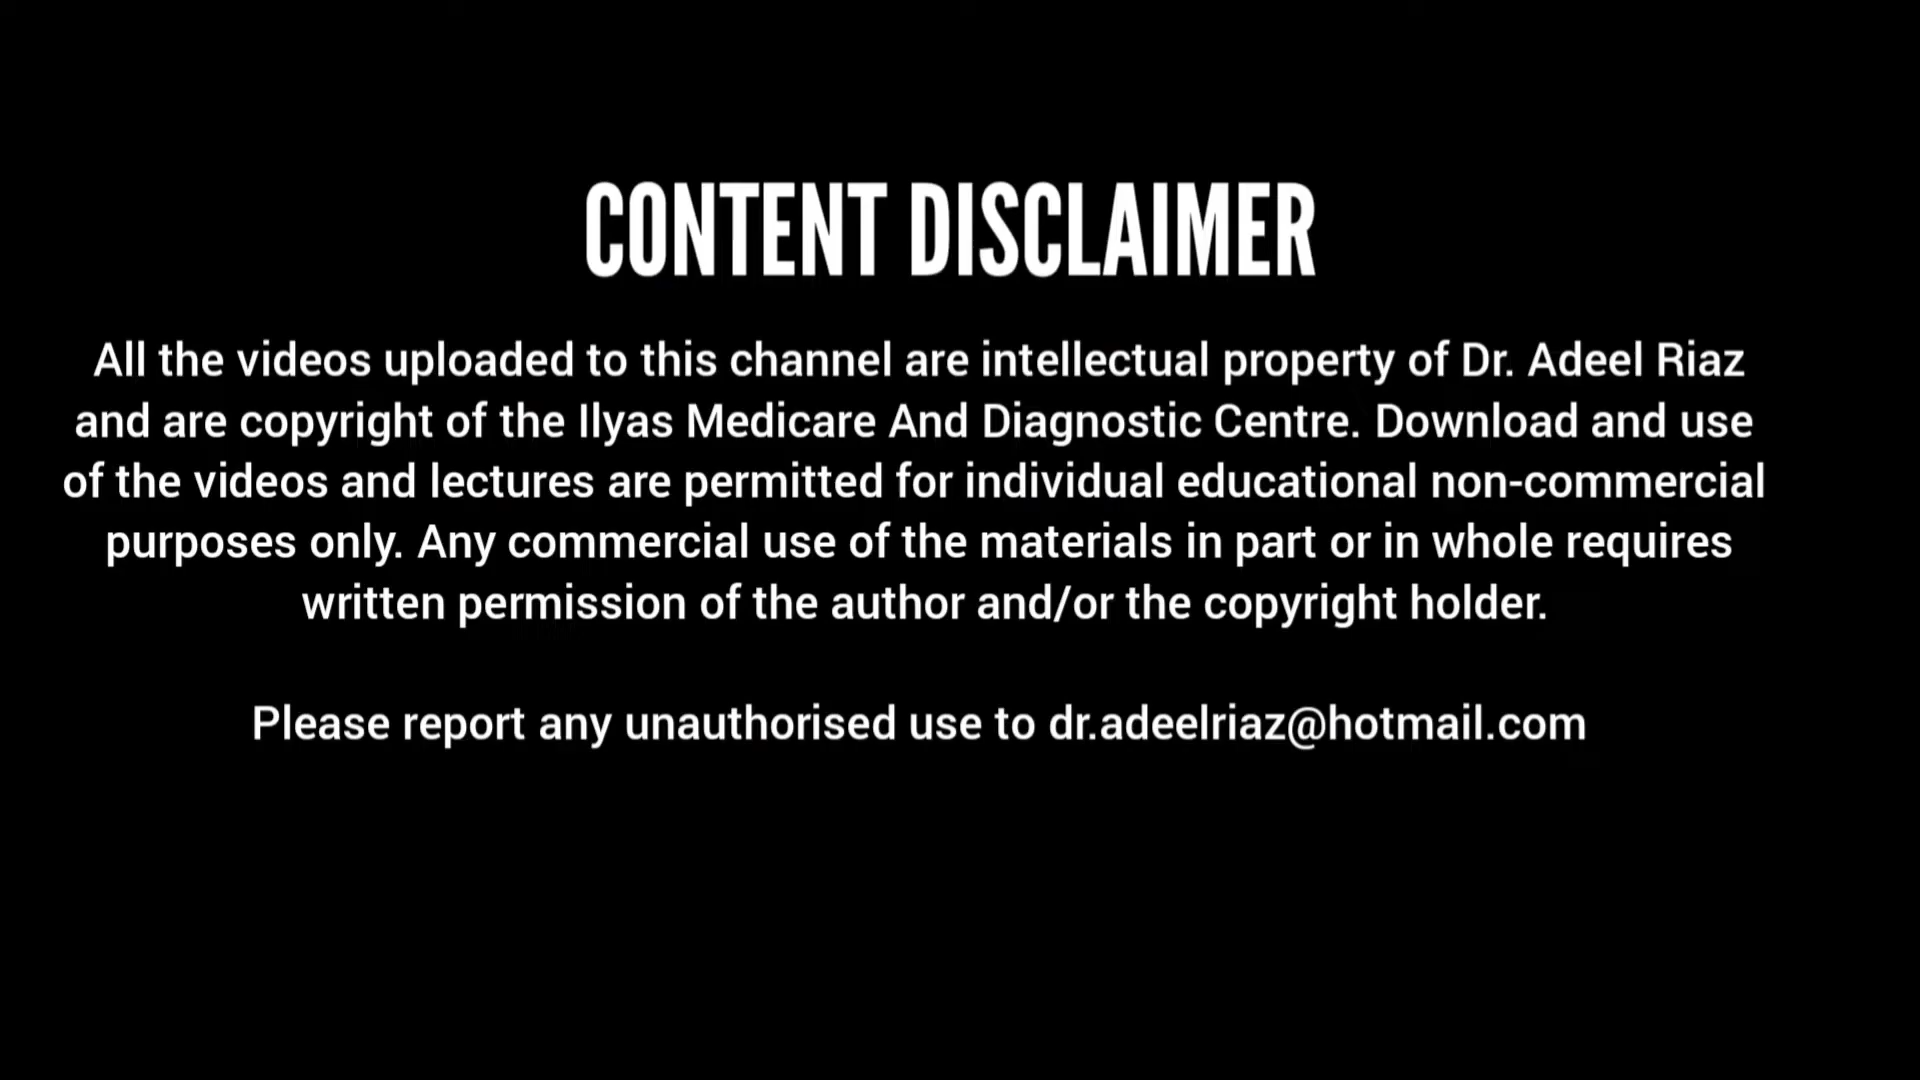 CONTENT DISCLAIMER
All the videos uploaded to this channel are intellectual property of Dr. Adeel Riaz
and are copyright of the Ilyas Medicare And Diagnostic Centre. Download and use
of the videos and lectures are permitted for individual educational non-commercial
purposes only. Any commercial use of the materials in part or in whole requires
written permission of the author and/or the copyright holder.
Please report any unauthorised use to dr.adeelriaz@hotmail.com